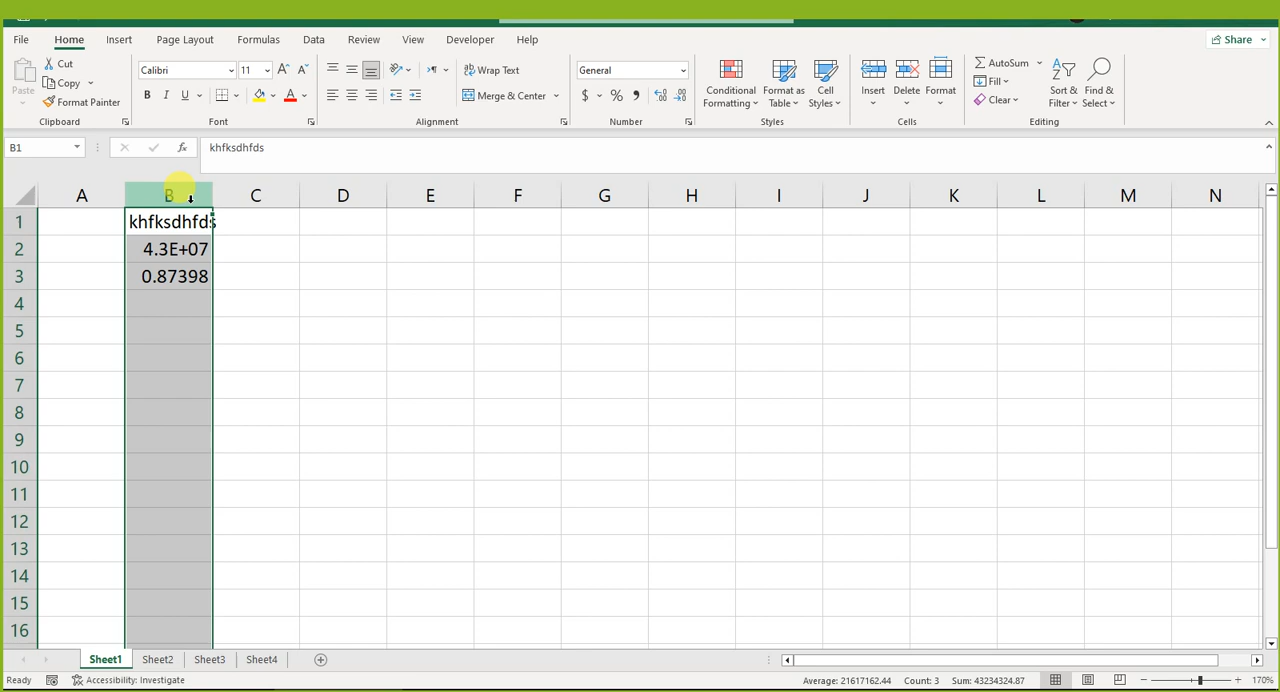 File Home Insert Page Layout Formulas Data Review View Developer Help Share
Cut
Copy
Format Painter
Paste
Clipboard
Calibri 11 A A
B I U A
Font
Wrap Text
Merge & Center
Alignment
General
$ % 9
Number
Conditional Formatting
Format as Table
Cell Styles
Styles
Insert Delete Format
Cells
AutoSum
Fill
Clear
Sort & Filter
Find & Select
Editing
B1 fx khfksdhfds
A B C D E F G H I J K L M N
1 khfksdhfds
2 4.3E+07
3 0.87398
4
5
6
7
8
9
10
11
12
13
14
15
16
Sheet1 Sheet2 Sheet3 Sheet4
Ready Accessibility: Investigate Average: 21617162.44 Count: 3 Sum: 43234324.87 170%